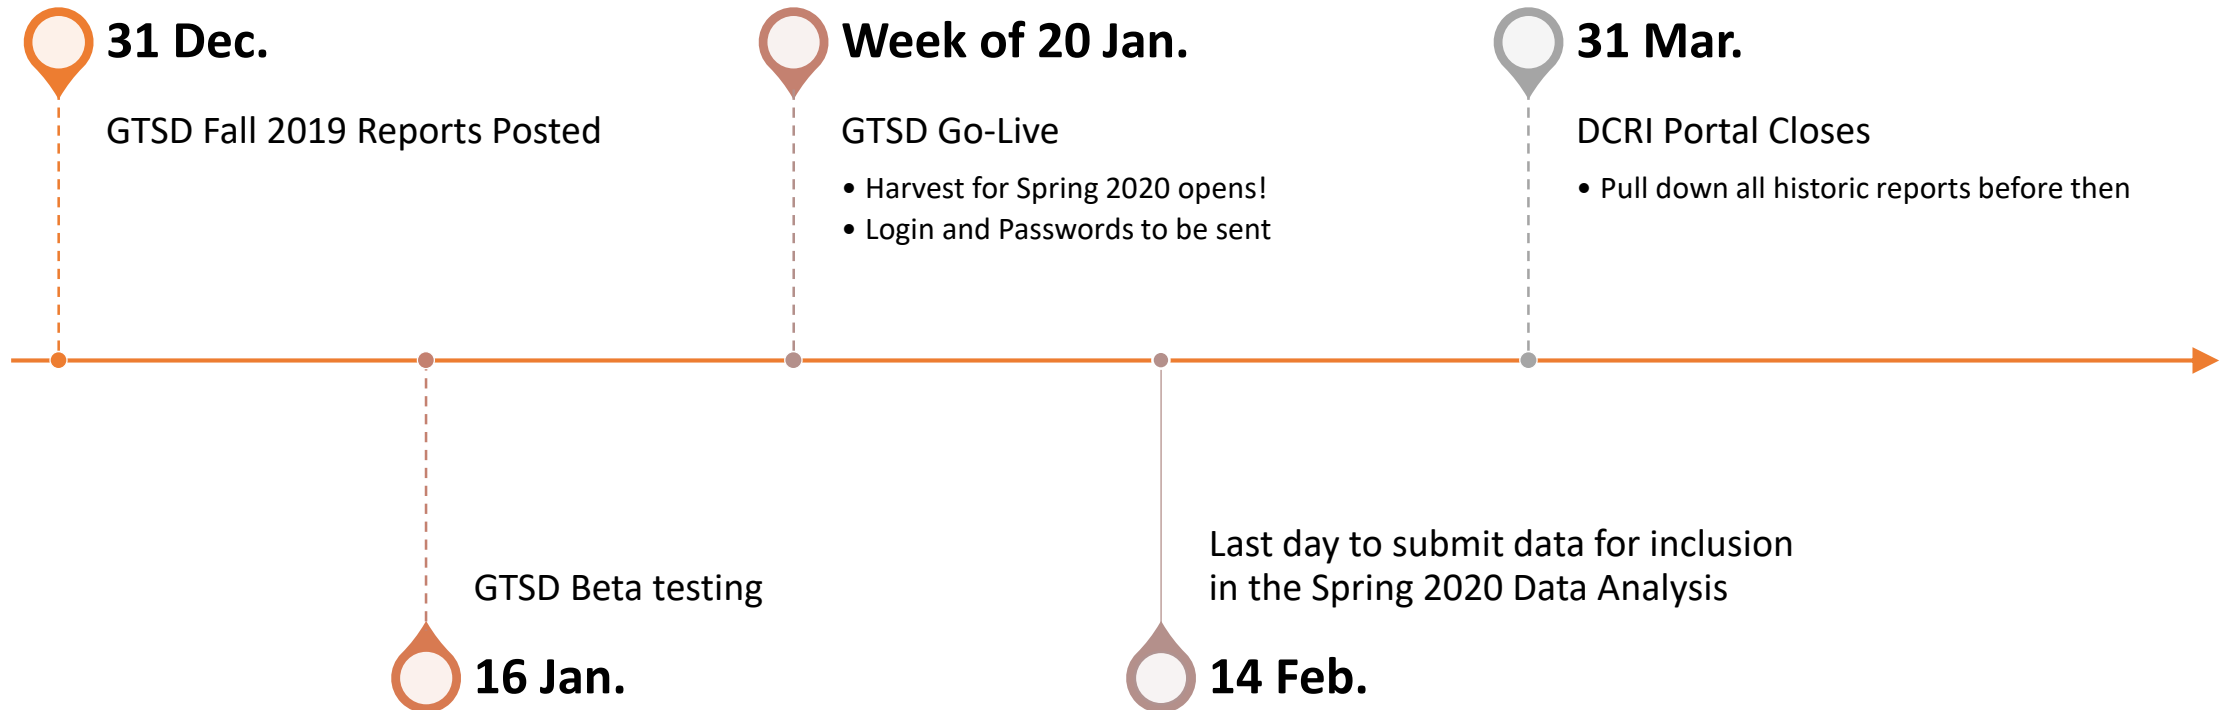 31 Dec.
GTSD Fall 2019 Reports Posted
16 Jan.
GTSD Beta testing
Week of 20 Jan.
GTSD Go-Live
• Harvest for Spring 2020 opens!
• Login and Passwords to be sent
14 Feb.
Last day to submit data for inclusion
in the Spring 2020 Data Analysis
31 Mar.
DCRI Portal Closes
• Pull down all historic reports before then